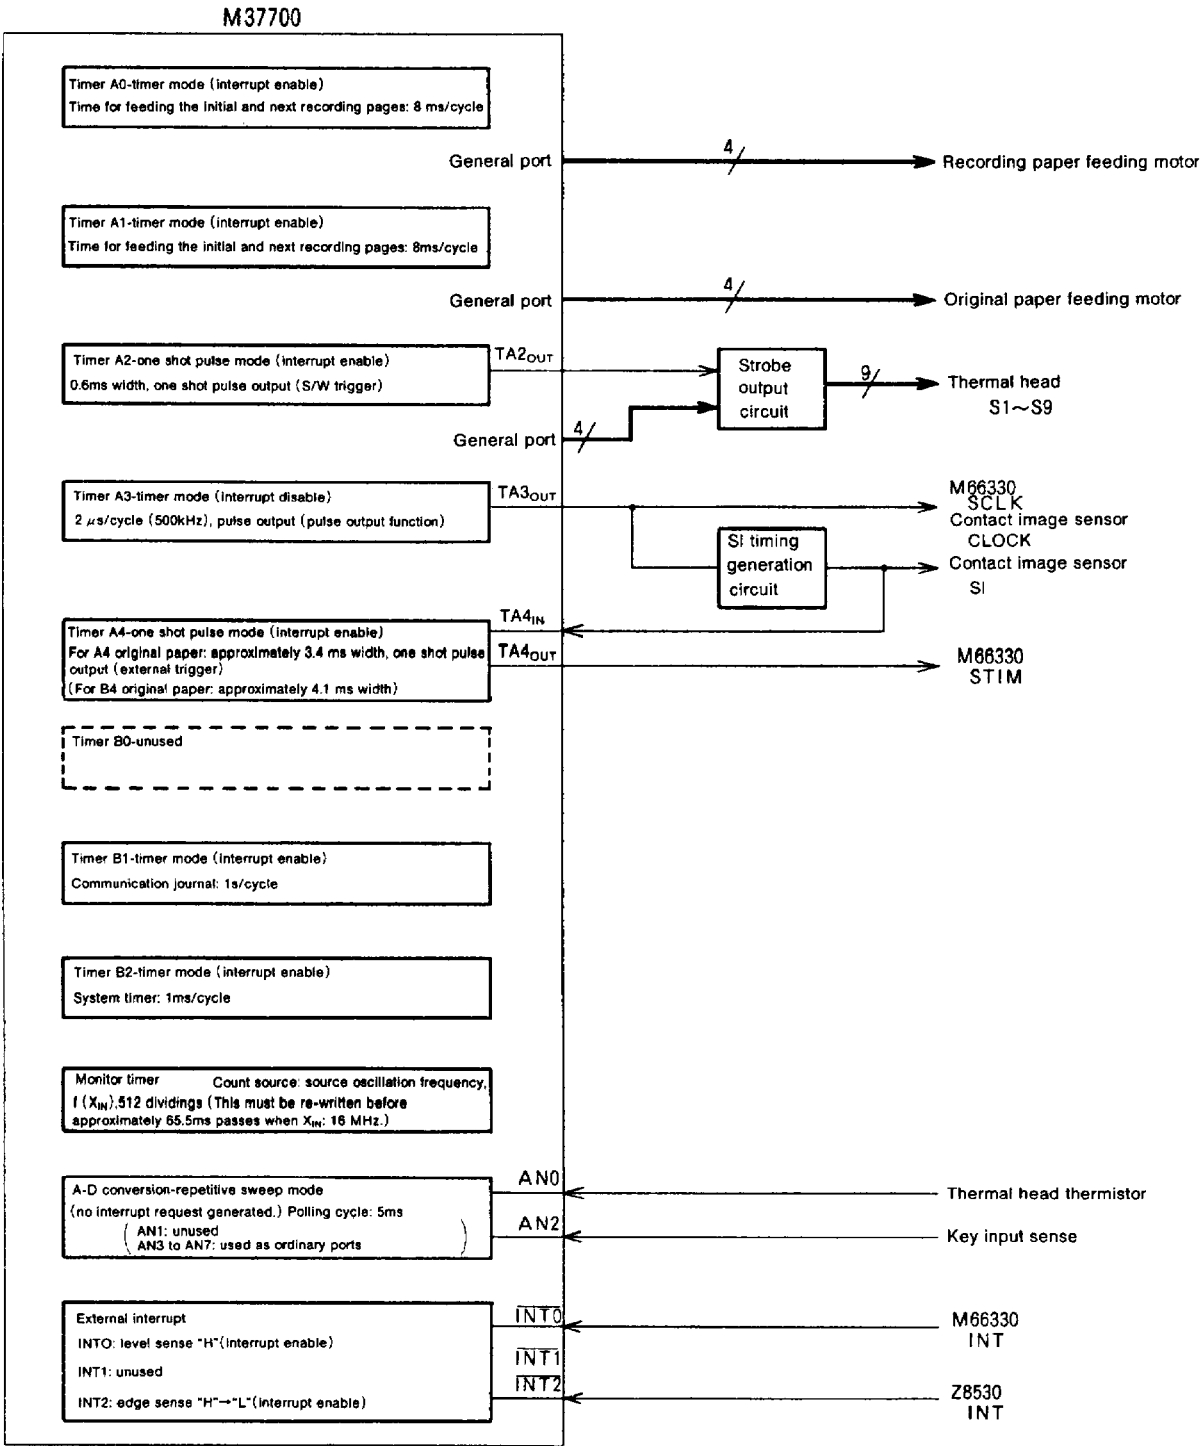 M37700
Timer A0-timer mode (interrupt enable)
Time for feeding the initial and next recording pages: 8 ms/cycle
General port
4
Recording paper feeding motor
Timer A1-timer mode (interrupt enable)
Time for feeding the initial and next recording pages: 8ms/cycle
General port
4
Original paper feeding motor
Timer A2-one shot pulse mode (interrupt enable)
0.6ms width, one shot pulse output (S/W trigger)
TA2OUT
Strobe
output
circuit
9
Thermal head
S1~S9
General port
4
Timer A3-timer mode (interrupt disable)
2 μs/cycle (500kHz), pulse output (pulse output function)
TA3OUT
M66330
SCLK
Contact image sensor
CLOCK
SI timing
generation
circuit
Contact image sensor
SI
TA4IN
Timer A4-one shot pulse mode (interrupt enable)
For A4 original paper: approximately 3.4 ms width, one shot pulse
output (external trigger)
(For B4 original paper: approximately 4.1 ms width)
TA4OUT
M66330
STIM
Timer B0-unused
Timer B1-timer mode (interrupt enable)
Communication journal: 1s/cycle
Timer B2-timer mode (interrupt enable)
System timer: 1ms/cycle
Monitor timer Count source: source oscillation frequency,
f (XIN),512 dividings (This must be re-written before
approximately 65.5ms passes when XIN: 16 MHz.)
A-D conversion-repetitive sweep mode
(no interrupt request generated.) Polling cycle: 5ms
(AN1: unused
AN3 to AN7: used as ordinary ports)
AN0
Thermal head thermistor
AN2
Key input sense
External interrupt
INT0: level sense "H"(interrupt enable)
INT1: unused
INT2: edge sense "H"→"L"(interrupt enable)
INT0
M66330
INT
INT1
INT2
Z8530
INT